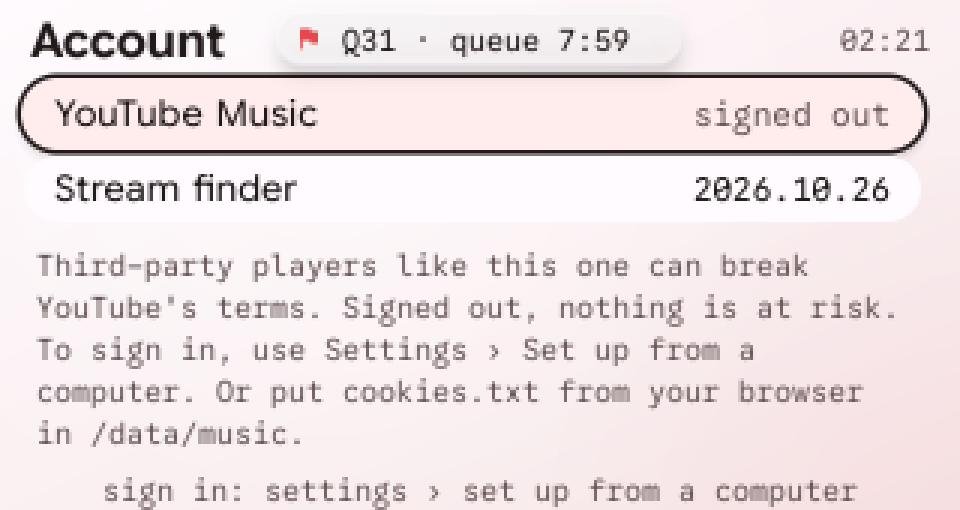 Account
Q31 · queue 7:59
02:21
YouTube Music signed out
Stream finder 2026.10.26
Third-party players like this one can break
YouTube's terms. Signed out, nothing is at risk.
To sign in, use Settings › Set up from a
computer. Or put cookies.txt from your browser
in /data/music.
sign in: settings › set up from a computer